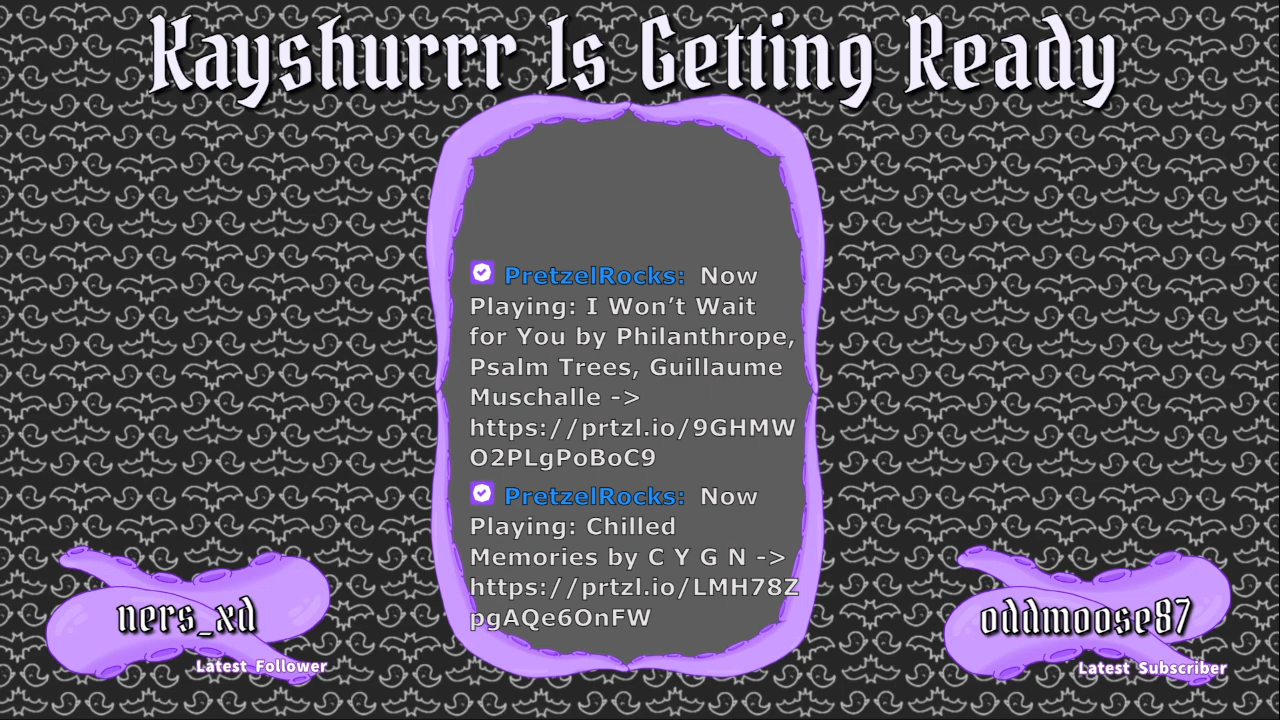 Kayshurrr Is Getting Ready
PretzelRocks: Now
Playing: I Won’t Wait
for You by Philanthrope,
Psalm Trees, Guillaume
Muschalle ->
https://prtzl.io/9GHMW
O2PLgPoBoC9
PretzelRocks: Now
Playing: Chilled
Memories by C Y G N ->
https://prtzl.io/LMH78Z
pgAQe6OnFW
ners_xd
Latest Follower
oddmoose87
Latest Subscriber